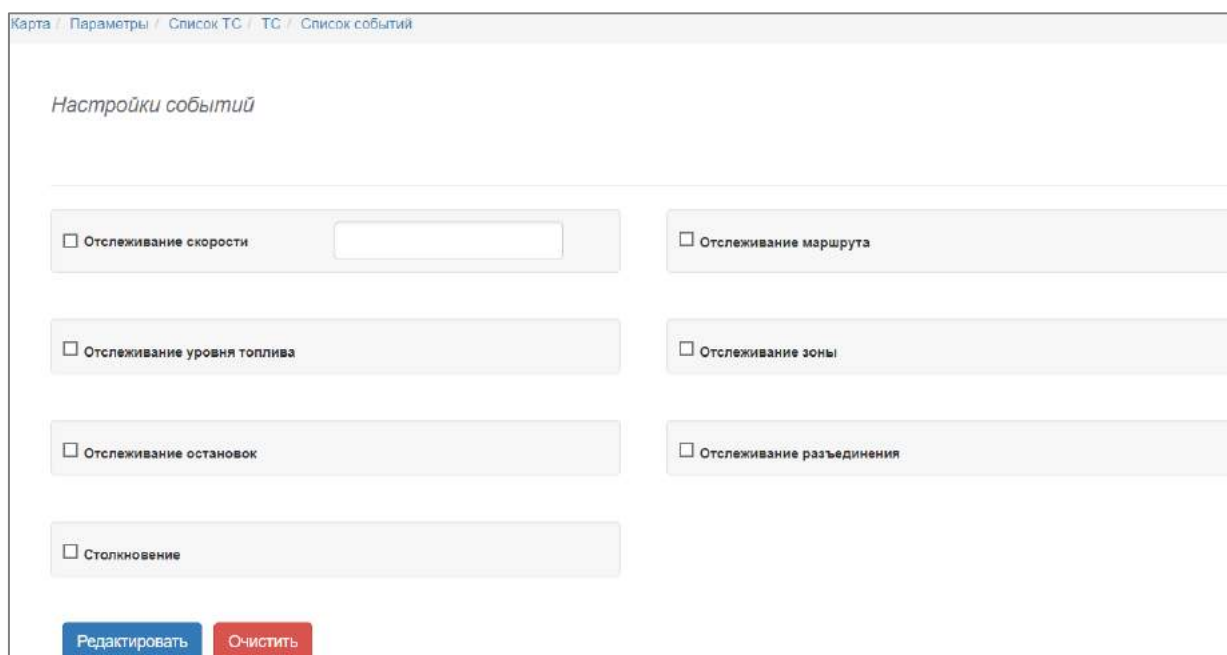 Карта / Параметры / Список ТС / ТС / Список событий
Настройки событий
Отслеживание скорости
Отслеживание маршрута
Отслеживание уровня топлива
Отслеживание зоны
Отслеживание остановок
Отслеживание разъединения
Столкновение
Редактировать
Очистить